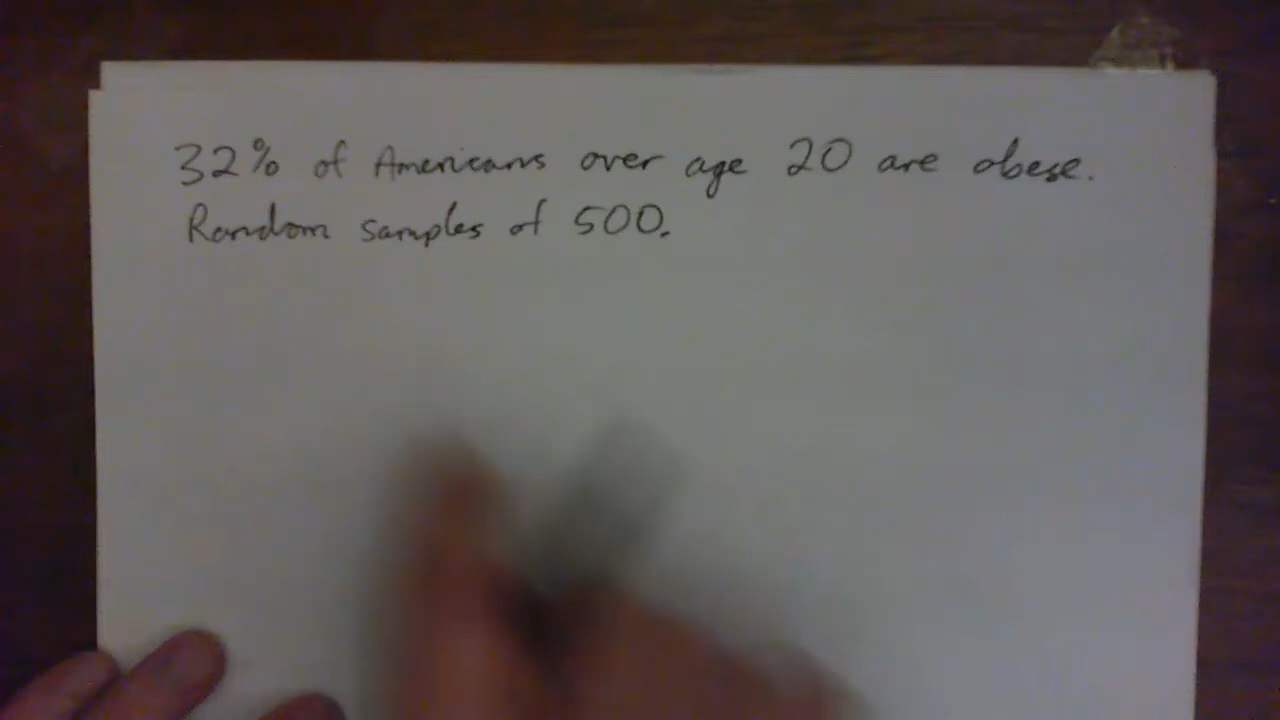 32% of Americans over age 20 are obese.
Random samples of 500.